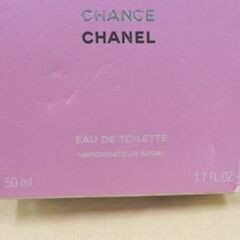 CHANCE
CHANEL
EAU DE TOILETTE
VAPORISATEUR SPRAY
50 ml 1.7 FL.OZ